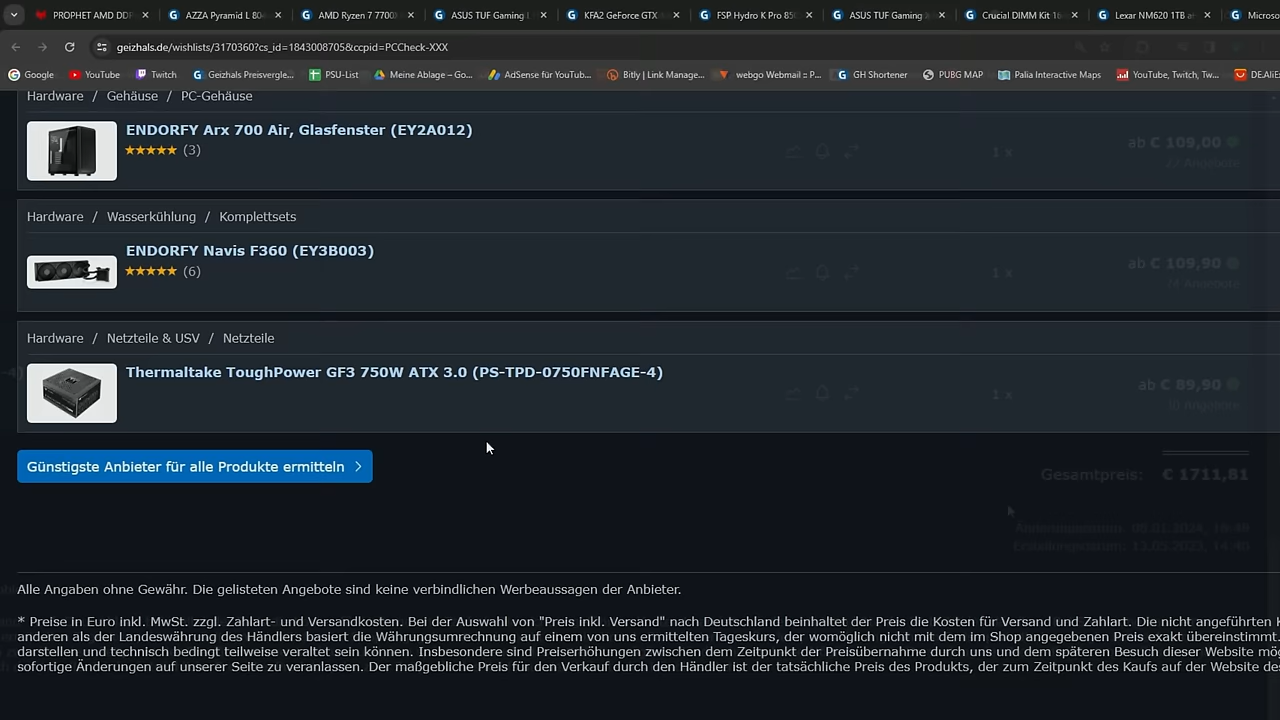 PROPHET AMD DDF
AZZA Pyramid L 804
AMD Ryzen 7 7700X
ASUS TUF Gaming L
KFA2 GeForce GTX
FSP Hydro K Pro 850
ASUS TUF Gaming 2
Crucial DIMM Kit 16
Lexar NM620 1TB a
Microso
geizhals.de/wishlists/3170360?cs_id=1843008705&ccpid=PCCheck-XXX
Google
YouTube
Twitch
Geizhals Preisvergle...
PSU-List
Meine Ablage – Go...
AdSense für YouTub...
Bitly | Link Manage...
webgo Webmail :: P...
GH Shortener
PUBG MAP
Palia Interactive Maps
YouTube, Twitch, Tw...
DE.AliEx
Hardware / Gehäuse / PC-Gehäuse
ENDORFY Arx 700 Air, Glasfenster (EY2A012)
(3)
1 x
ab € 109,00
Angebote
Hardware / Wasserkühlung / Komplettsets
ENDORFY Navis F360 (EY3B003)
(6)
1 x
ab € 109,90
Angebote
Hardware / Netzteile & USV / Netzteile
Thermaltake ToughPower GF3 750W ATX 3.0 (PS-TPD-0750FNFAGE-4)
1 x
ab € 89,90
Angebote
Günstigste Anbieter für alle Produkte ermitteln
Gesamtpreis: € 1711,81
Alle Angaben ohne Gewähr. Die gelisteten Angebote sind keine verbindlichen Werbeaussagen der Anbieter.
* Preise in Euro inkl. MwSt. zzgl. Zahlart- und Versandkosten. Bei der Auswahl von "Preis inkl. Versand" nach Deutschland beinhaltet der Preis die Kosten für Versand und Zahlart. Die nicht angeführten K
anderen als der Landeswährung des Händlers basiert die Währungsumrechnung auf einem von uns ermittelten Tageskurs, der womöglich nicht mit dem im Shop angegebenen Preis exakt übereinstimmt.
darstellen und technisch bedingt teilweise veraltet sein können. Insbesondere sind Preiserhöhungen zwischen dem Zeitpunkt der Preisübernahme durch uns und dem späteren Besuch dieser Website mög
sofortige Änderungen auf unserer Seite zu veranlassen. Der maßgebliche Preis für den Verkauf durch den Händler ist der tatsächliche Preis des Produkts, der zum Zeitpunkt des Kaufs auf der Website des